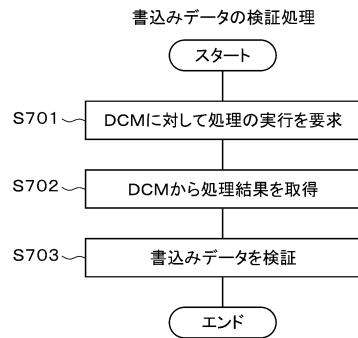 書込みデータの検証処理
スタート
S701 DCMに対して処理の実行を要求
S702 DCMから処理結果を取得
S703 書込みデータを検証
エンド